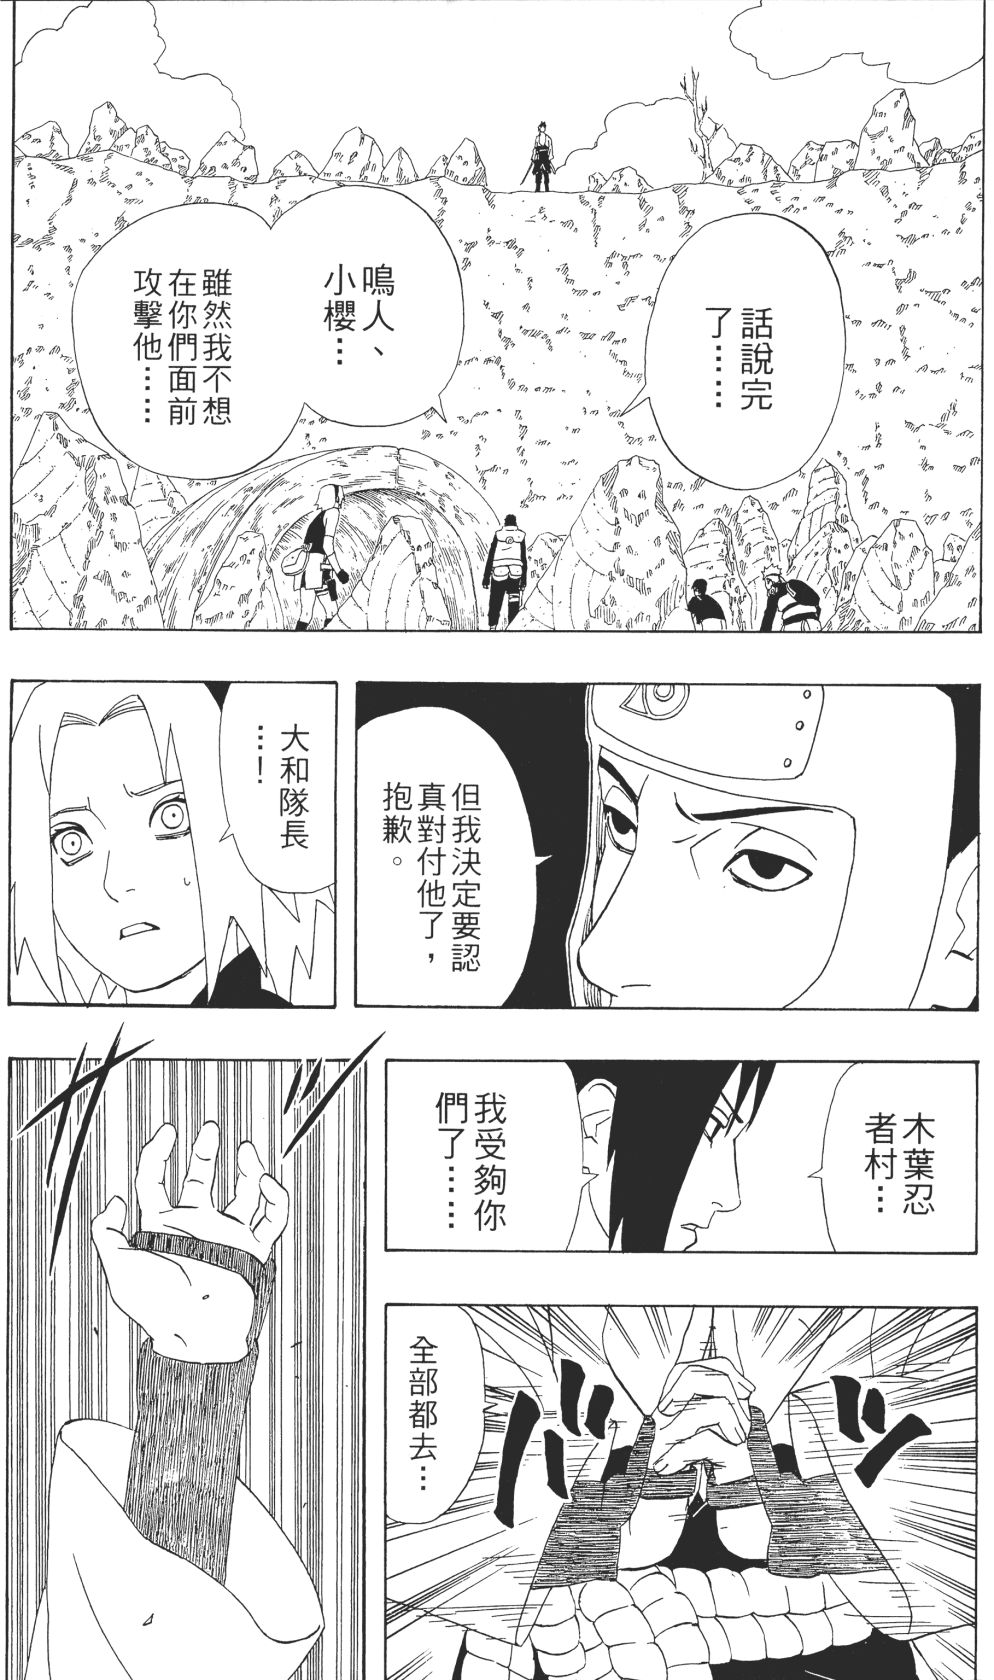 話說完
了……
鳴人、
小櫻…
雖然我不想
在你們面前
攻擊他……
但我決定要認
真對付他了，
抱歉。
大和隊長
…！
木葉忍
者村…
我受夠你
們了……
全部都去…
バッ